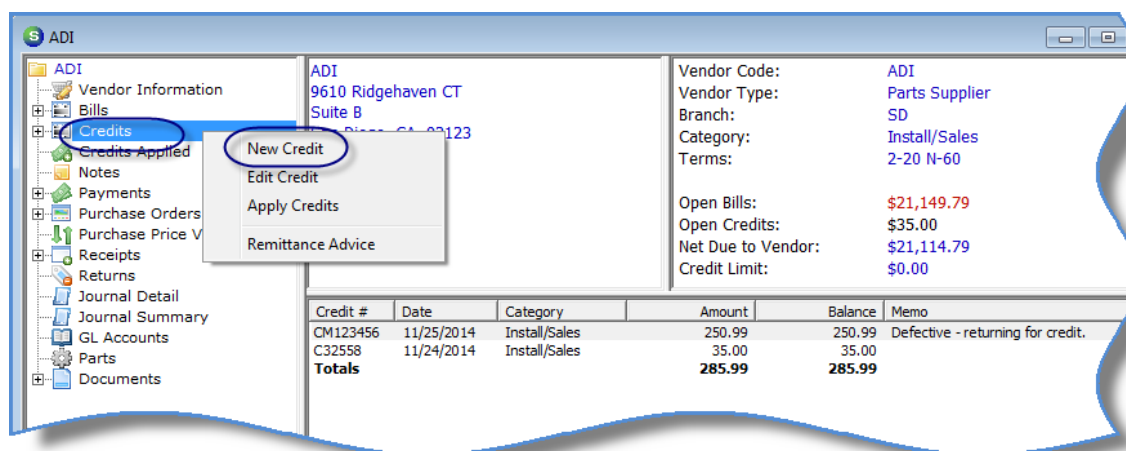 ADI
ADI
Vendor Information
Bills
Credits
Credits Applied
Notes
Payments
Purchase Orders
Purchase Price V
Receipts
Returns
Journal Detail
Journal Summary
GL Accounts
Parts
Documents
New Credit
Edit Credit
Apply Credits
Remittance Advice
ADI
9610 Ridgehaven CT
Suite B
CA 92123
Vendor Code: ADI
Vendor Type: Parts Supplier
Branch: SD
Category: Install/Sales
Terms: 2-20 N-60
Open Bills: $21,149.79
Open Credits: $35.00
Net Due to Vendor: $21,114.79
Credit Limit: $0.00
Credit # Date Category Amount Balance Memo
CM123456 11/25/2014 Install/Sales 250.99 250.99 Defective - returning for credit.
C32558 11/24/2014 Install/Sales 35.00 35.00
Totals 285.99 285.99